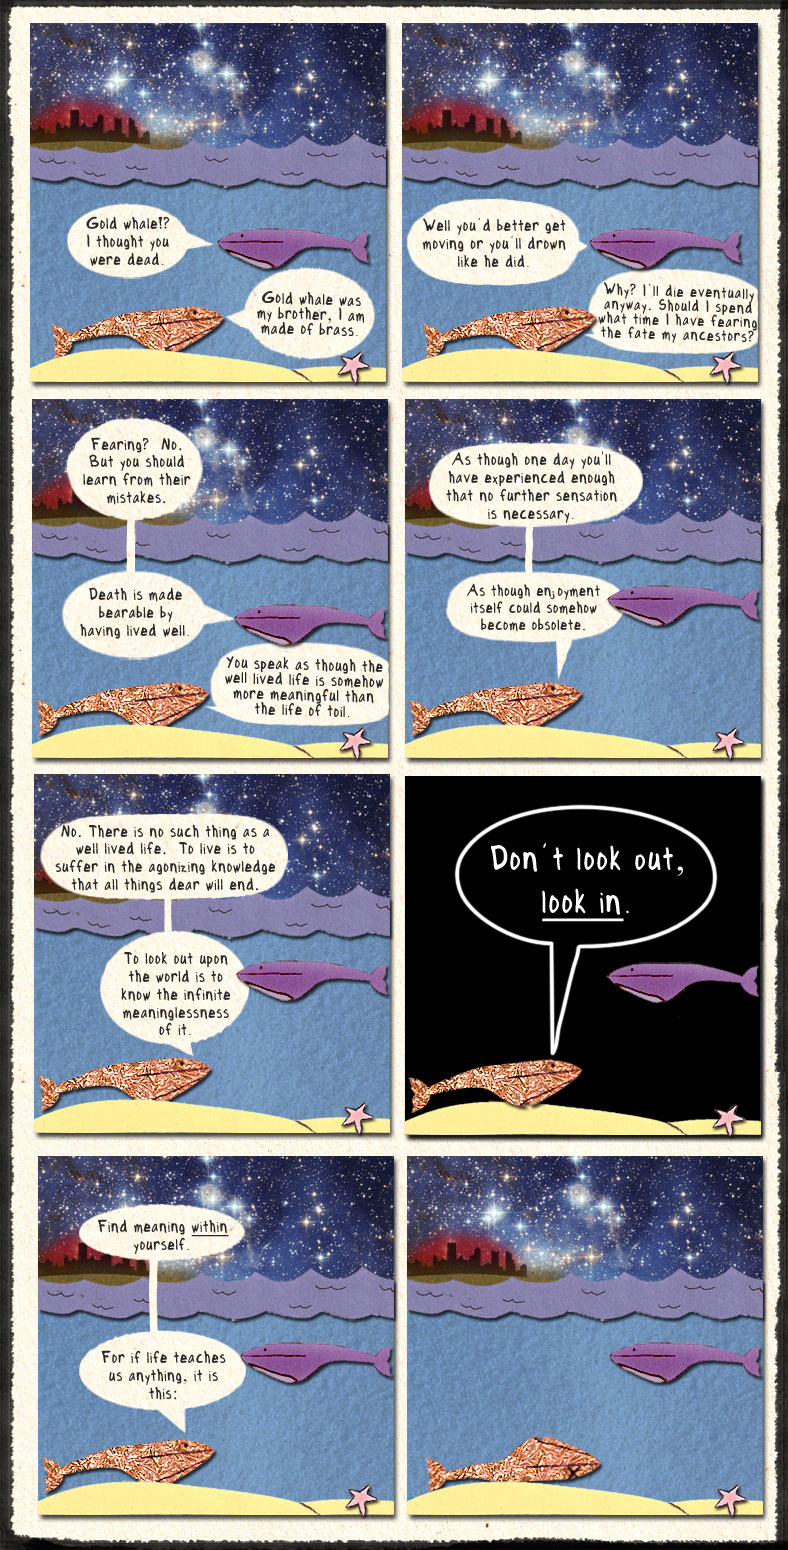 Gold whale!?
I thought you
were dead.
Gold whale was
my brother, I am
made of brass.
Well you'd better get
moving or you'll drown
like he did.
Why? I'll die eventually
anyway. Should I spend
what time I have fearing
the fate my ancestors?
Fearing? No.
But you should
learn from their
mistakes.
Death is made
bearable by
having lived well.
You speak as though the
well lived life is somehow
more meaningful than
the life of toil.
As though one day you'll
have experienced enough
that no further sensation
is necessary.
As though enjoyment
itself could somehow
become obsolete.
No. There is no such thing as a
well lived life. To live is to
suffer in the agonizing knowledge
that all things dear will end.
To look out upon
the world is to
know the infinite
meaninglessness
of it.
Don't look out,
look in.
Find meaning within
yourself.
For if life teaches
us anything, it is
this: